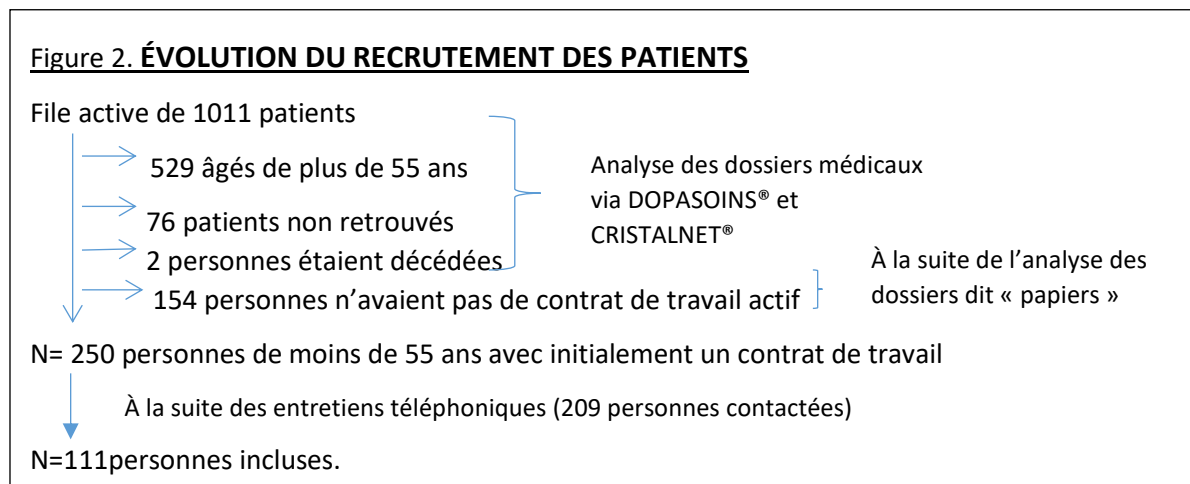 Figure 2. ÉVOLUTION DU RECRUTEMENT DES PATIENTS
File active de 1011 patients
529 âgés de plus de 55 ans
76 patients non retrouvés
2 personnes étaient décédées
Analyse des dossiers médicaux
via DOPASOINS® et
CRISTALNET®
154 personnes n’avaient pas de contrat de travail actif
À la suite de l’analyse des
dossiers dit « papiers »
N= 250 personnes de moins de 55 ans avec initialement un contrat de travail
À la suite des entretiens téléphoniques (209 personnes contactées)
N=111personnes incluses.